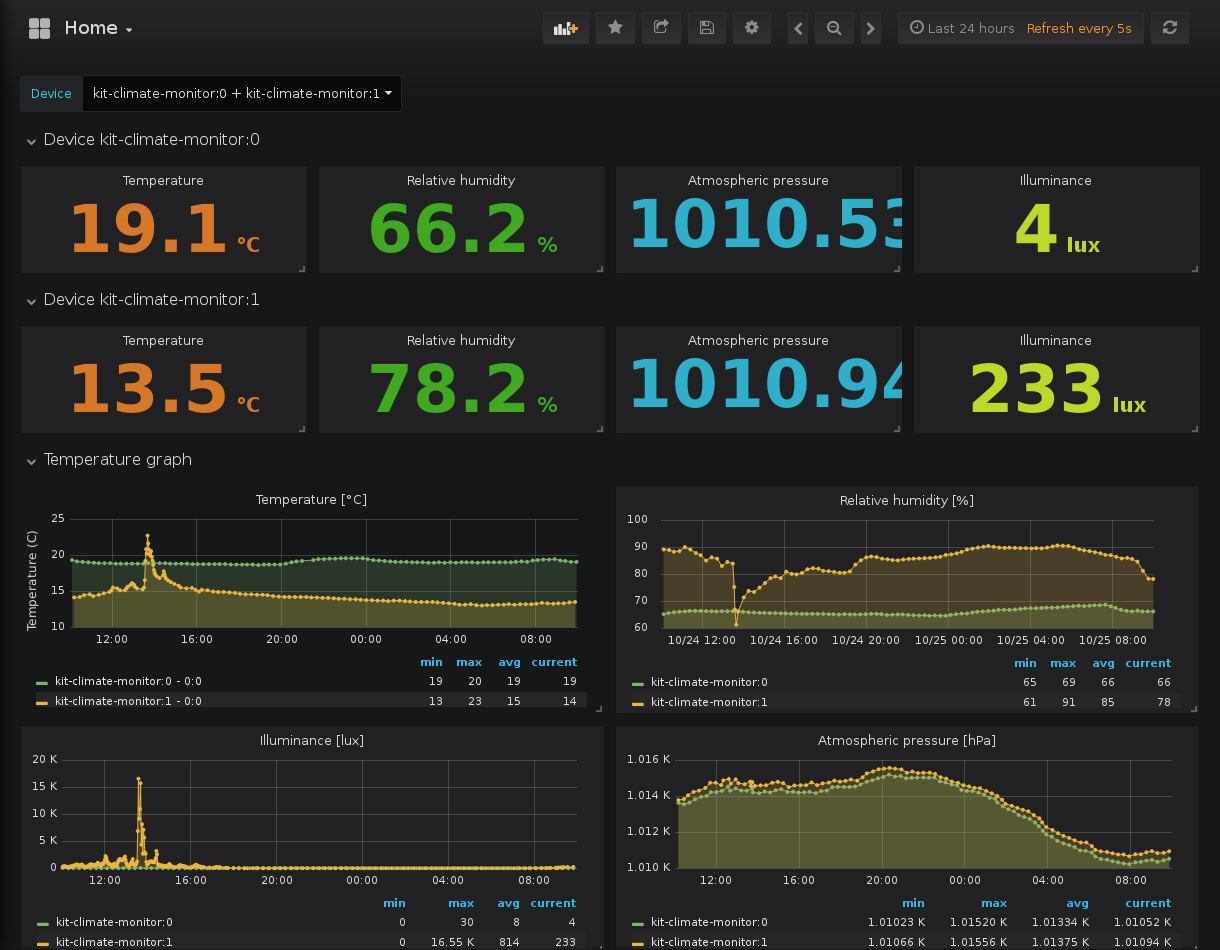 Home
Last 24 hours Refresh every 5s
Device kit-climate-monitor:0 + kit-climate-monitor:1
Device kit-climate-monitor:0
Temperature Relative humidity Atmospheric pressure Illuminance
19.1 °C 66.2 % 1010.53 4 lux
Device kit-climate-monitor:1
Temperature Relative humidity Atmospheric pressure Illuminance
13.5 °C 78.2 % 1010.94 233 lux
Temperature graph
Temperature [°C]
Temperature (C)
25
20
15
10
12:00 16:00 20:00 00:00 04:00 08:00
min max avg current
kit-climate-monitor:0 - 0:0 19 20 19 19
kit-climate-monitor:1 - 0:0 13 23 15 14
Relative humidity [%]
100
90
80
70
60
10/24 12:00 10/24 16:00 10/24 20:00 10/25 00:00 10/25 04:00 10/25 08:00
min max avg current
kit-climate-monitor:0 65 69 66 66
kit-climate-monitor:1 61 91 85 78
Illuminance [lux]
20 K
15 K
10 K
5 K
0
12:00 16:00 20:00 00:00 04:00 08:00
min max avg current
kit-climate-monitor:0 0 30 8 4
kit-climate-monitor:1 0 16.55 K 814 233
Atmospheric pressure [hPa]
1.016 K
1.014 K
1.012 K
1.010 K
12:00 16:00 20:00 00:00 04:00 08:00
min max avg current
kit-climate-monitor:0 1.01023 K 1.01520 K 1.01334 K 1.01052 K
kit-climate-monitor:1 1.01066 K 1.01556 K 1.01375 K 1.01094 K